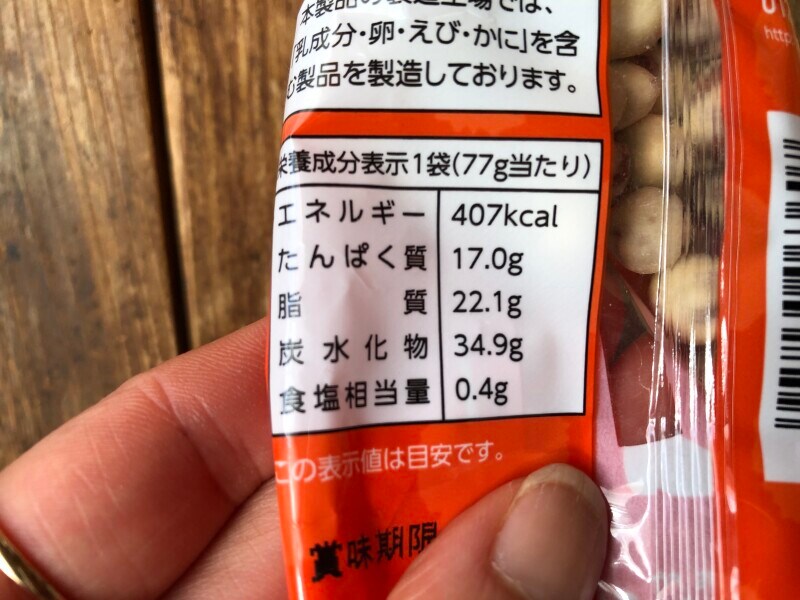 本製品の製造工場では、
「乳成分・卵・えび・かに」を含
む製品を製造しております。
栄養成分表示1袋(77g当たり)
エネルギー 407kcal
たんぱく質 17.0g
脂質 22.1g
炭水化物 34.9g
食塩相当量 0.4g
この表示値は目安です。
賞味期限
http